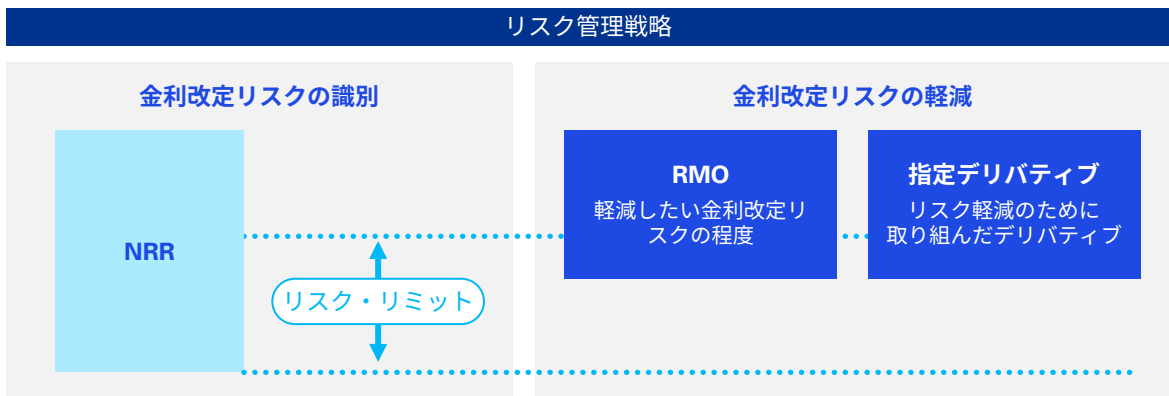 リスク管理戦略
金利改定リスクの識別
NRR
リスク・リミット
金利改定リスクの軽減
RMO
軽減したい金利改定リ
スクの程度
指定デリバティブ
リスク軽減のために
取り組んだデリバティブ